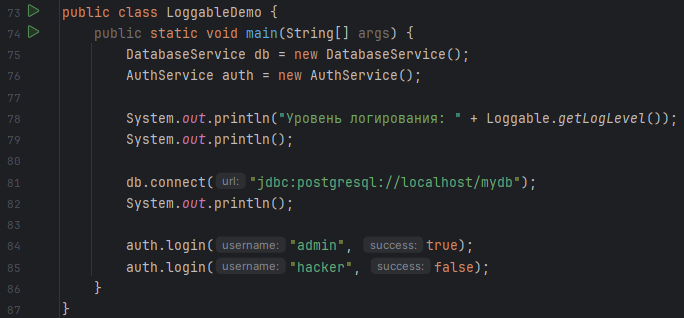 73 public class LoggableDemo {
74 public static void main(String[] args) {
75 DatabaseService db = new DatabaseService();
76 AuthService auth = new AuthService();
77
78 System.out.println("Уровень логирования: " + Loggable.getLogLevel());
79 System.out.println();
80
81 db.connect( url: "jdbc:postgresql://localhost/mydb");
82 System.out.println();
83
84 auth.login( username: "admin", success: true);
85 auth.login( username: "hacker", success: false);
86 }
87 }